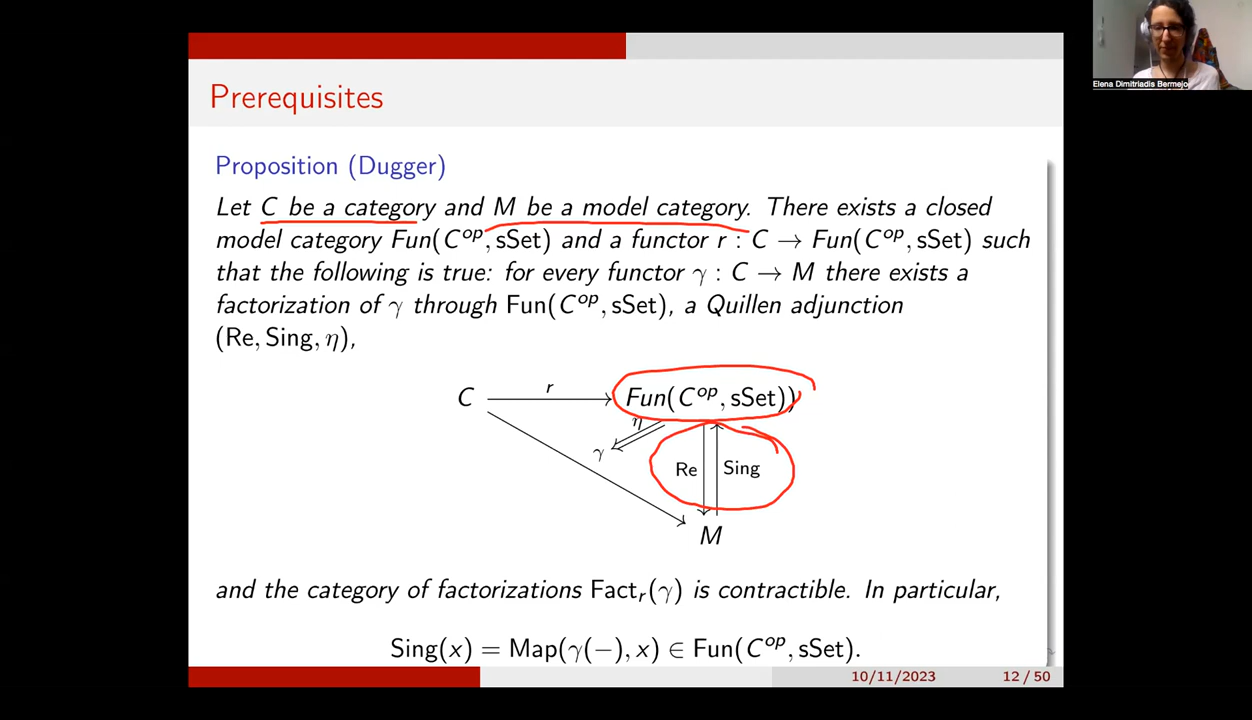 Elena Dimitriadis Bermejo
Prerequisites
Proposition (Dugger)
Let C be a category and M be a model category. There exists a closed
model category Fun(C^{op}, sSet) and a functor r : C → Fun(C^{op}, sSet) such
that the following is true: for every functor γ : C → M there exists a
factorization of γ through Fun(C^{op}, sSet), a Quillen adjunction
(Re, Sing, η),
C r Fun(C^{op}, sSet))
η
γ
Re Sing
M
and the category of factorizations Fact_r(γ) is contractible. In particular,
Sing(x) = Map(γ(−), x) ∈ Fun(C^{op}, sSet).
10/11/2023 12 / 50